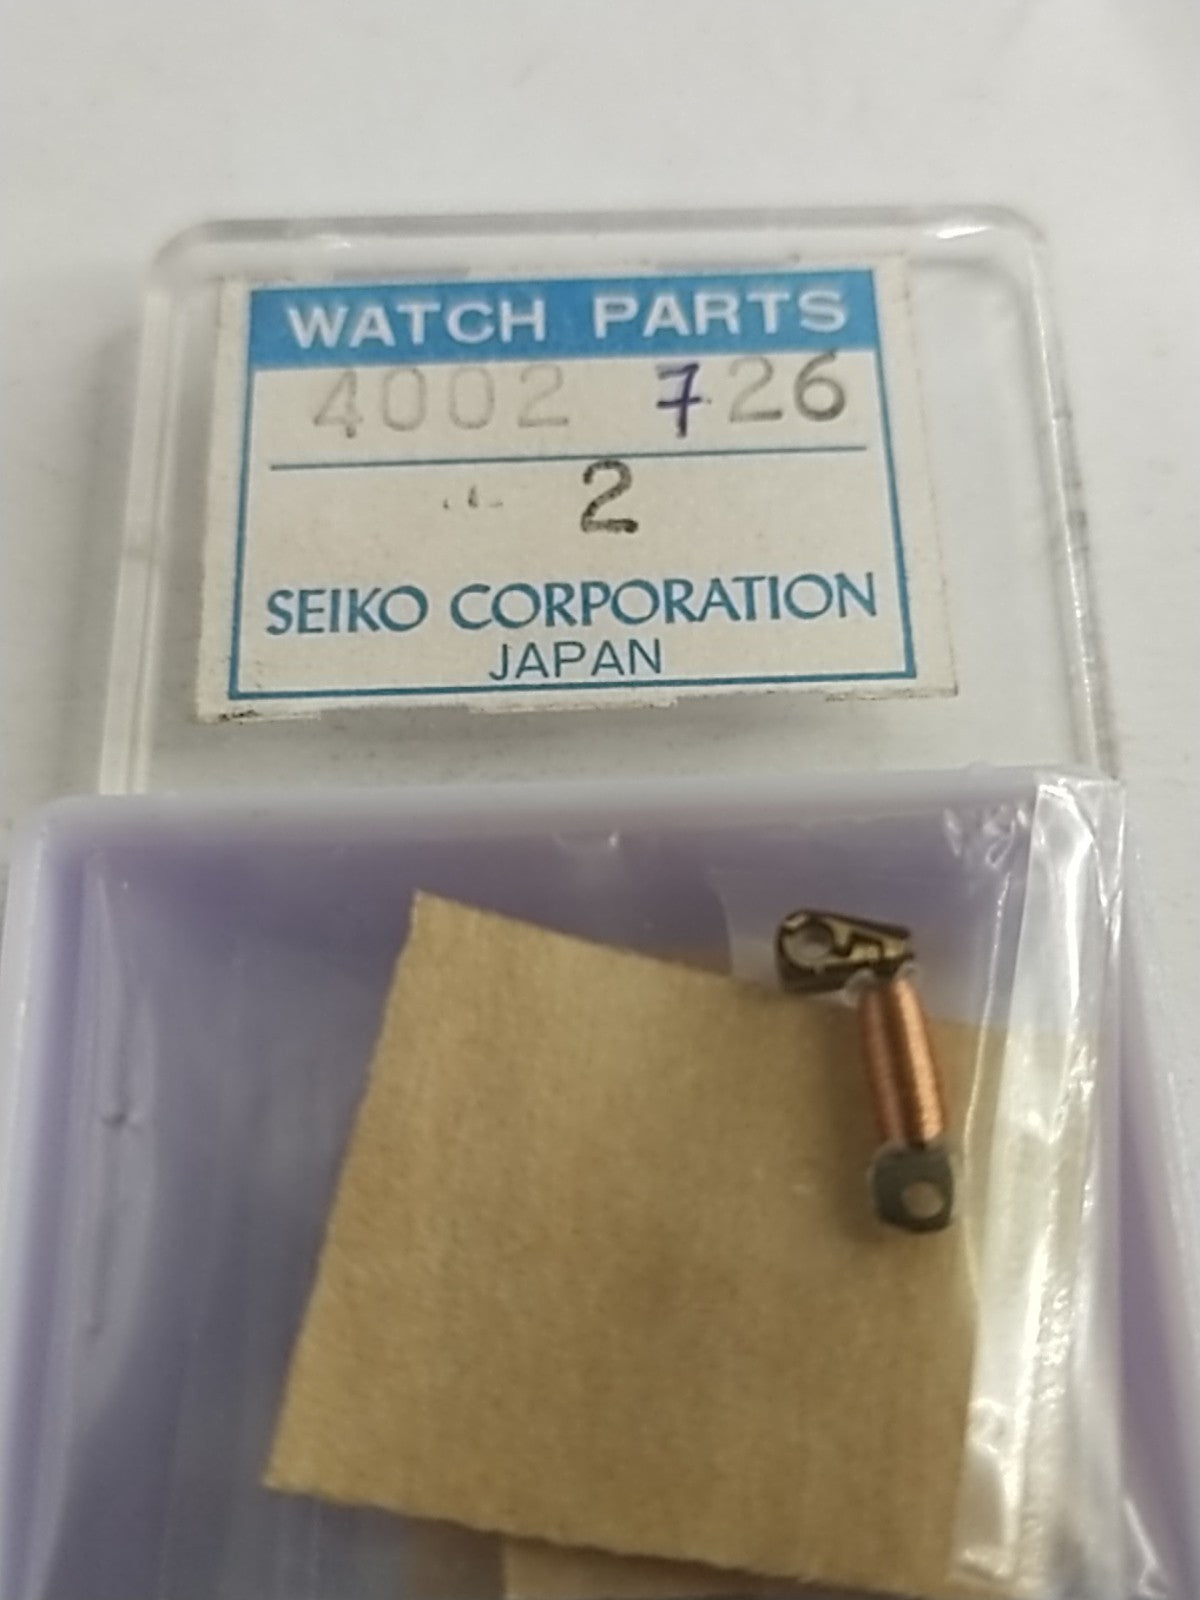 WATCH PARTS
4002 726
2
SEIKO CORPORATION
JAPAN